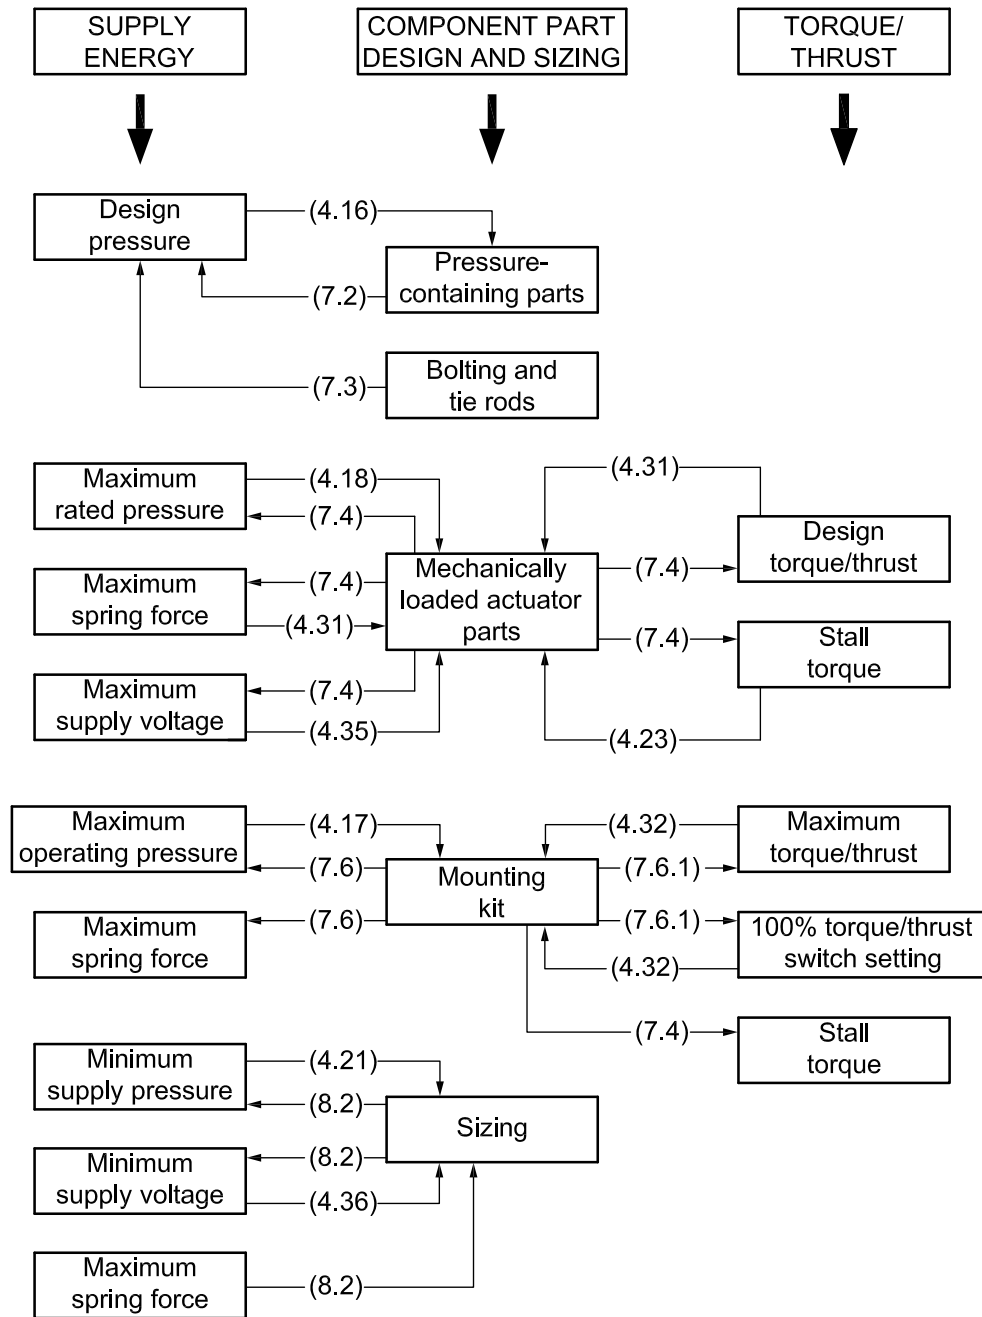 SUPPLY
ENERGY
COMPONENT PART
DESIGN AND SIZING
TORQUE/
THRUST
Design
pressure
(4.16)
Pressure-
containing parts
(7.2)
(7.3)
Bolting and
tie rods
Maximum
rated pressure
(4.18)
(7.4)
(4.31)
Design
torque/thrust
Maximum
spring force
(7.4)
(4.31)
Mechanically
loaded actuator
parts
(7.4)
(7.4)
Stall
torque
Maximum
supply voltage
(7.4)
(4.35)
(4.23)
Maximum
operating pressure
(4.17)
(7.6)
(4.32)
(7.6.1)
Maximum
torque/thrust
Mounting
kit
Maximum
spring force
(7.6)
(7.6.1)
(4.32)
100% torque/thrust
switch setting
(7.4)
Stall
torque
Minimum
supply pressure
(4.21)
(8.2)
Sizing
Minimum
supply voltage
(8.2)
(4.36)
Maximum
spring force
(8.2)